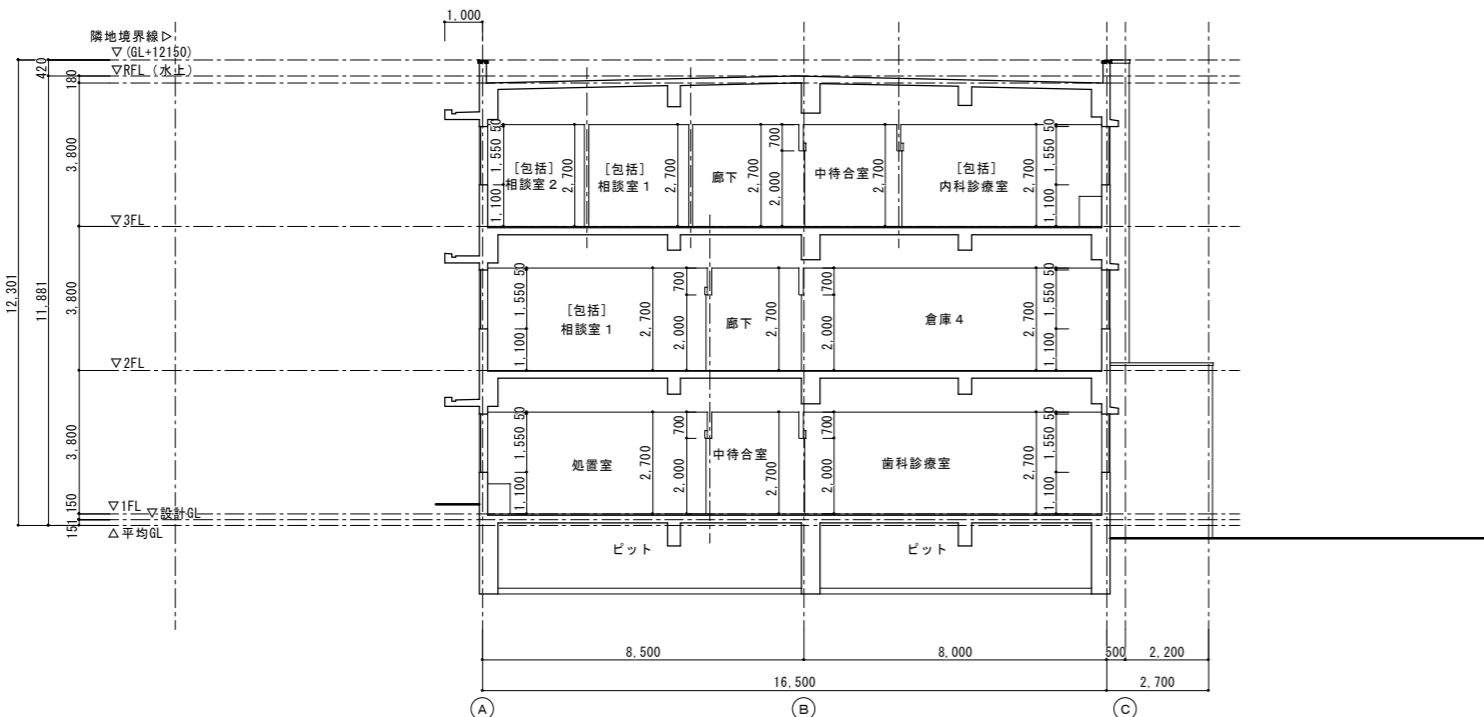 1,000
隣地境界線▷
▽(GL+12150)
▽RFL (水上)
420
180
3,800
3,800
3,800
150
151
11,881
12,301
50
1,550
1,100
[包括]
相談室2
2,700
[包括]
相談室1
2,700
廊下
2,700
700
2,000
中待合室
2,700
[包括]
内科診療室
2,700
50
1,550
1,100
▽3FL
50
1,550
1,100
[包括]
相談室1
2,700
700
2,000
廊下
2,700
700
2,000
倉庫4
2,700
50
1,550
1,100
▽2FL
50
1,550
1,100
処置室
2,700
700
2,000
中待合室
2,700
700
2,000
歯科診療室
2,700
50
1,550
1,100
▽1FL
▽設計GL
△平均GL
ピット
ピット
8,500
8,000
500
2,200
16,500
2,700
A
B
C